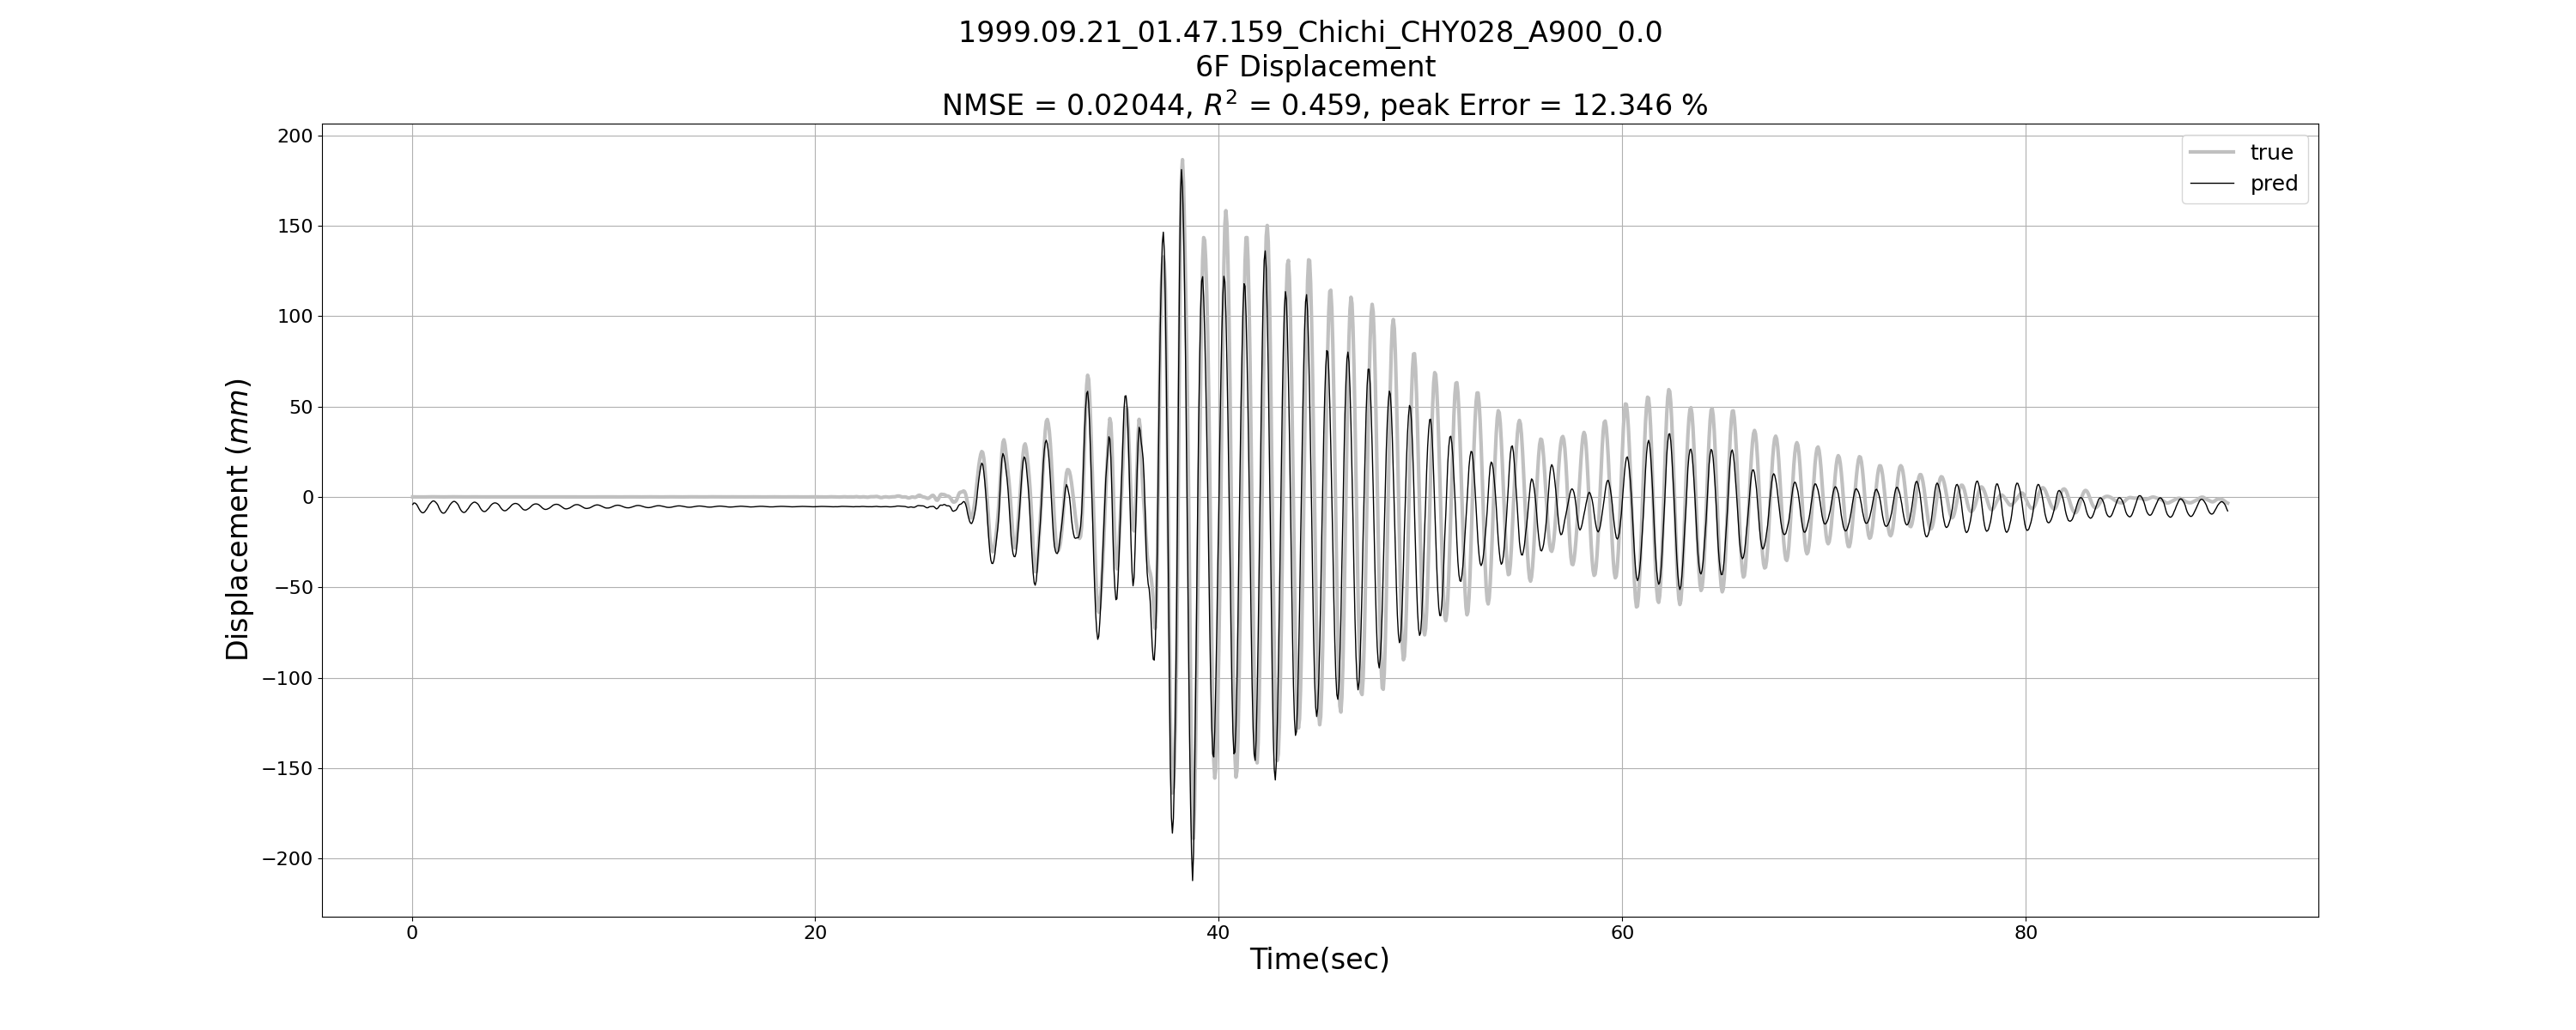 1999.09.21_01.47.159_Chichi_CHY028_A900_0.0
6F Displacement
NMSE = 0.02044, R² = 0.459, peak Error = 12.346 %
true
pred
Displacement (mm)
200
150
100
50
0
−50
−100
−150
−200
0 20 40 60 80
Time(sec)